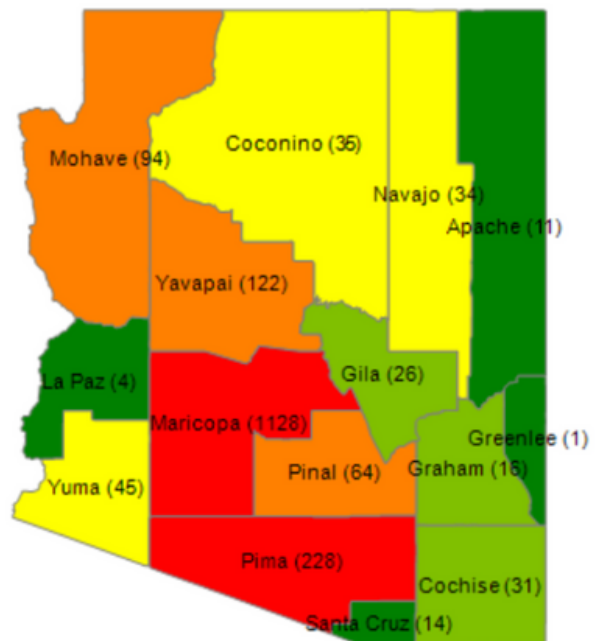 Coconino (35)
Mohave (94)
Navajo (34)
Apache (11)
Yavapai (122)
Gila (26)
La Paz (4)
Maricopa (1128)
Greenlee (1)
Pinal (64)
Graham (16)
Yuma (45)
Pima (228)
Cochise (31)
Santa Cruz (14)